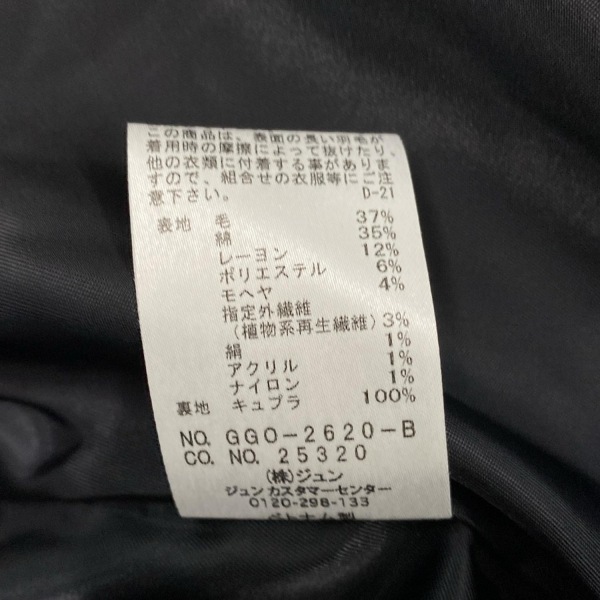 この商品は、表面の長い羽毛が
着用時の摩擦によって抜けたり、
他の衣類に付着する事がありま
すので、組合せの衣服等にご注
意下さい。 D-21
表地 毛 37%
綿 35%
レーヨン 12%
ポリエステル 6%
モヘヤ 4%
指定外繊維
(植物系再生繊維) 3%
絹 1%
アクリル 1%
ナイロン 1%
裏地 キュプラ 100%
NO. GGO-2620-B
CO. NO. 25320
(株)ジュン
ジュンカスタマーセンター
0120-298-133
ベトナム製